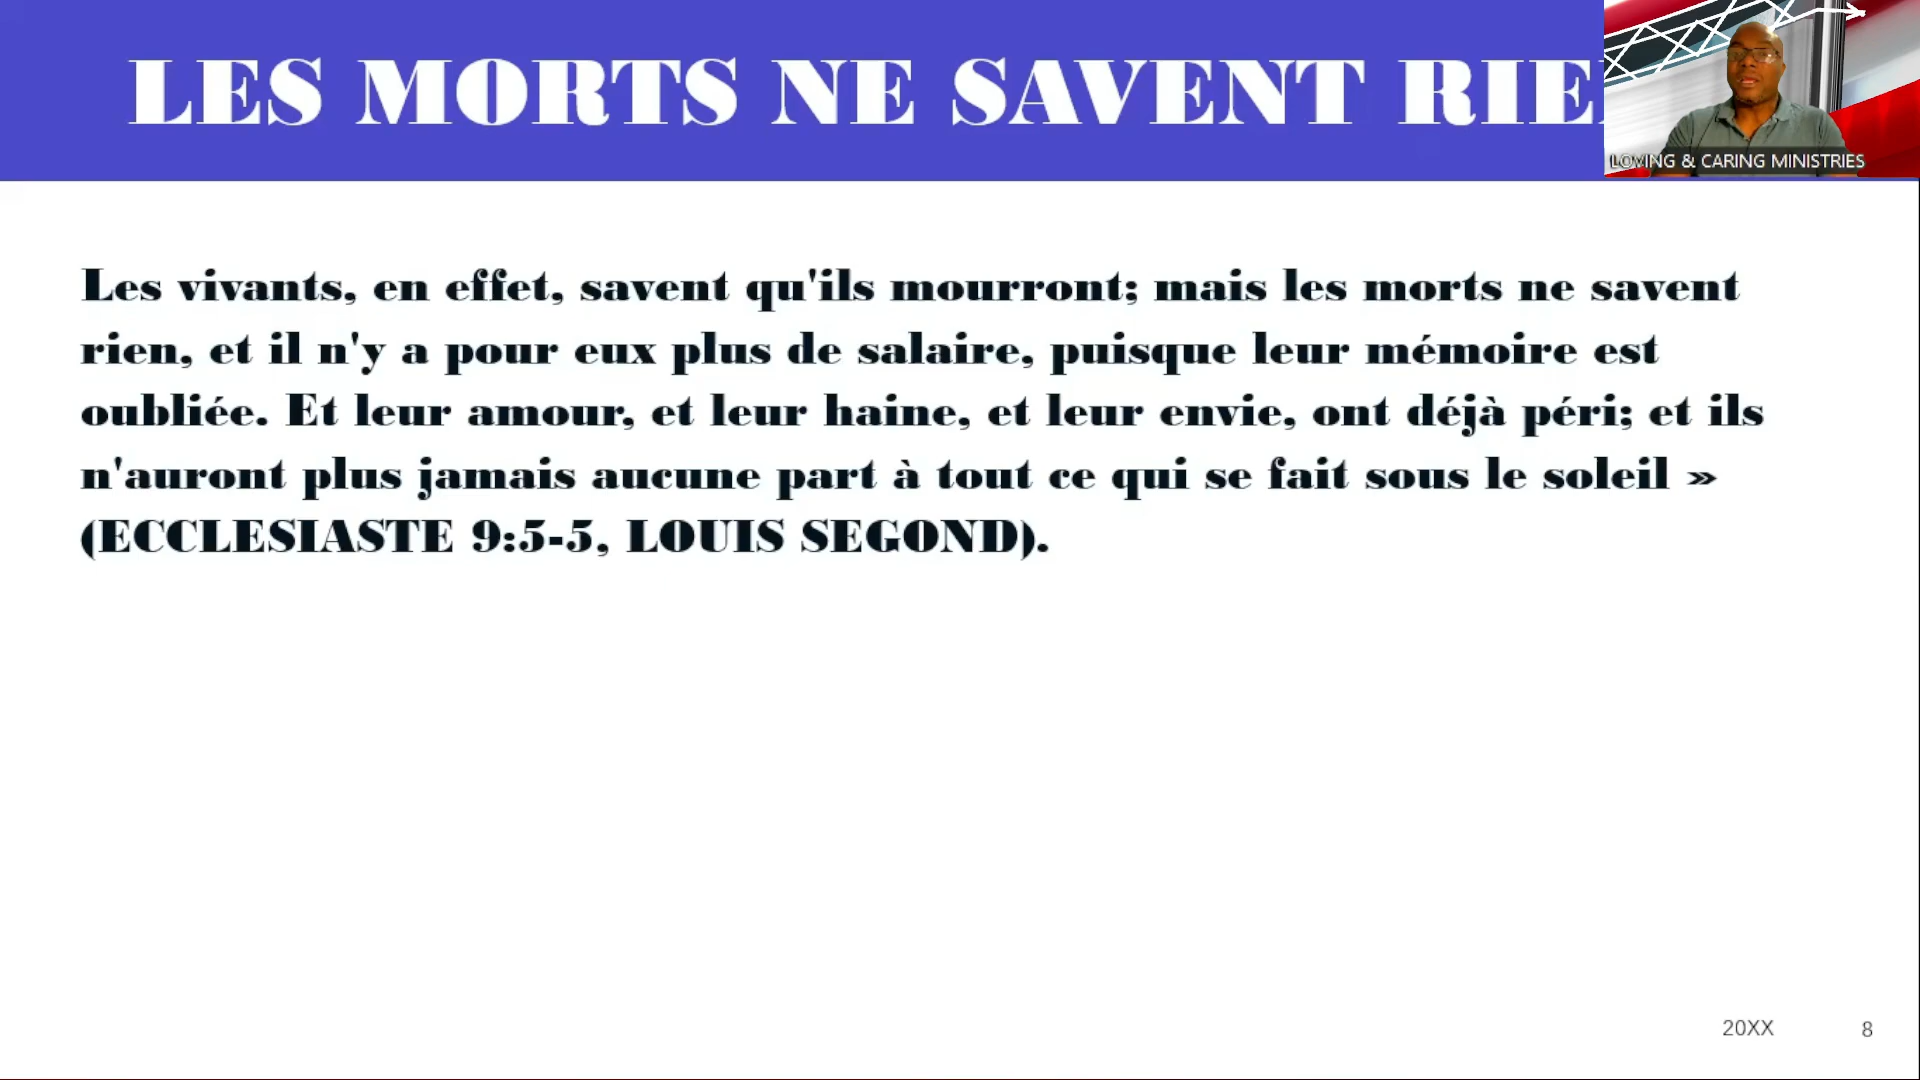 LES MORTS NE SAVENT
LOVING & CARING MINISTRIES
Les vivants, en effet, savent qu'ils mourront; mais les morts ne savent
rien, et il n'y a pour eux plus de salaire, puisque leur mémoire est
oubliée. Et leur amour, et leur haine, et leur envie, ont déjà péri; et ils
n'auront plus jamais aucune part à tout ce qui se fait sous le soleil »
(ECCLESIASTE 9:5-5, LOUIS SEGOND).
20XX
8